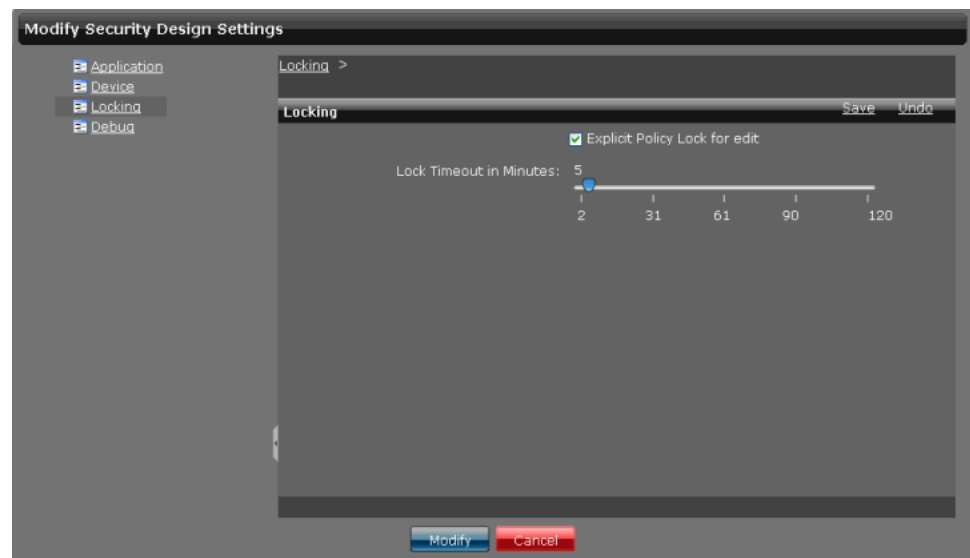 Modify Security Design Settings
Application
Device
Locking
Debug
Locking >
Locking
Save Undo
Explicit Policy Lock for edit
Lock Timeout in Minutes: 5
2 31 61 90 120
Modify Cancel